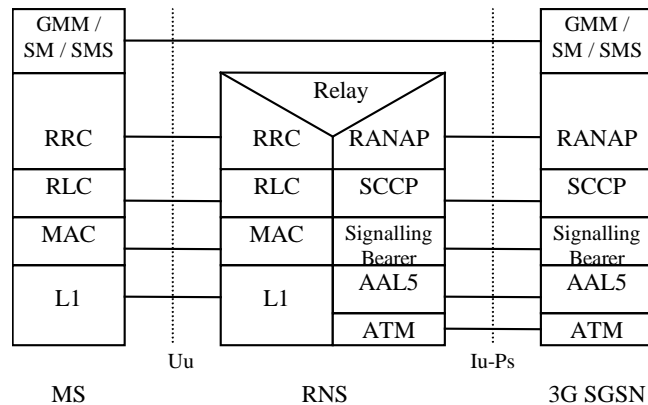 GMM /
SM / SMS
GMM /
SM / SMS
Relay
RRC
RRC
RANAP
RANAP
RLC
RLC
SCCP
SCCP
MAC
MAC
Signalling
Bearer
Signalling
Bearer
L1
L1
AAL5
AAL5
ATM
ATM
Uu
Iu-Ps
MS
RNS
3G SGSN